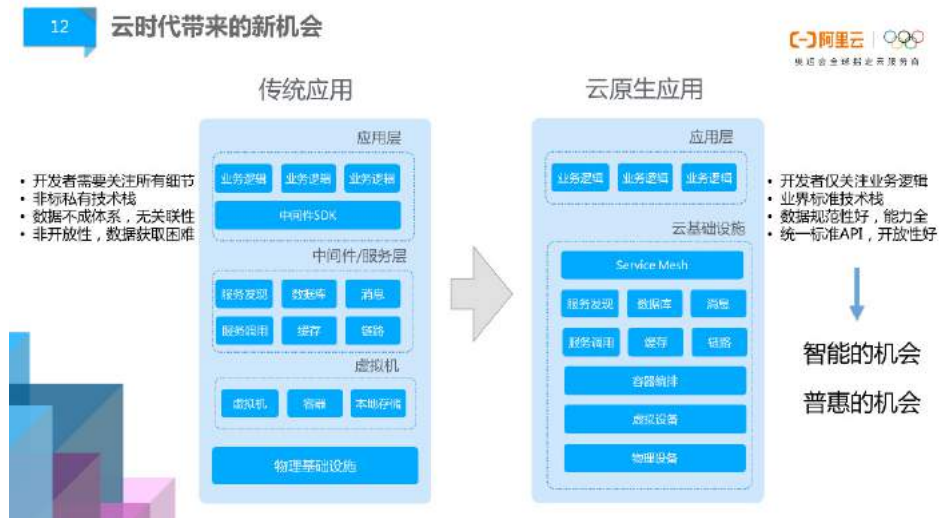 12
云时代带来的新机会
阿里云
奥运会全球指定云服务商
传统应用
应用层
业务逻辑 业务逻辑 业务逻辑
中间件SDK
• 开发者需要关注所有细节
• 非标私有技术栈
• 数据不成体系，无关联性
• 非开放性，数据获取困难
中间件/服务层
服务发现 数据库 消息
服务调用 缓存 链路
虚拟机
虚拟机 容器 本地存储
物理基础设施
云原生应用
应用层
业务逻辑 业务逻辑 业务逻辑
云基础设施
Service Mesh
服务发现 数据库 消息
服务调用 缓存 链路
容器编排
虚拟设备
物理设备
• 开发者仅关注业务逻辑
• 业界标准技术栈
• 数据规范性好，能力全
• 统一标准API，开放性好
智能的机会
普惠的机会